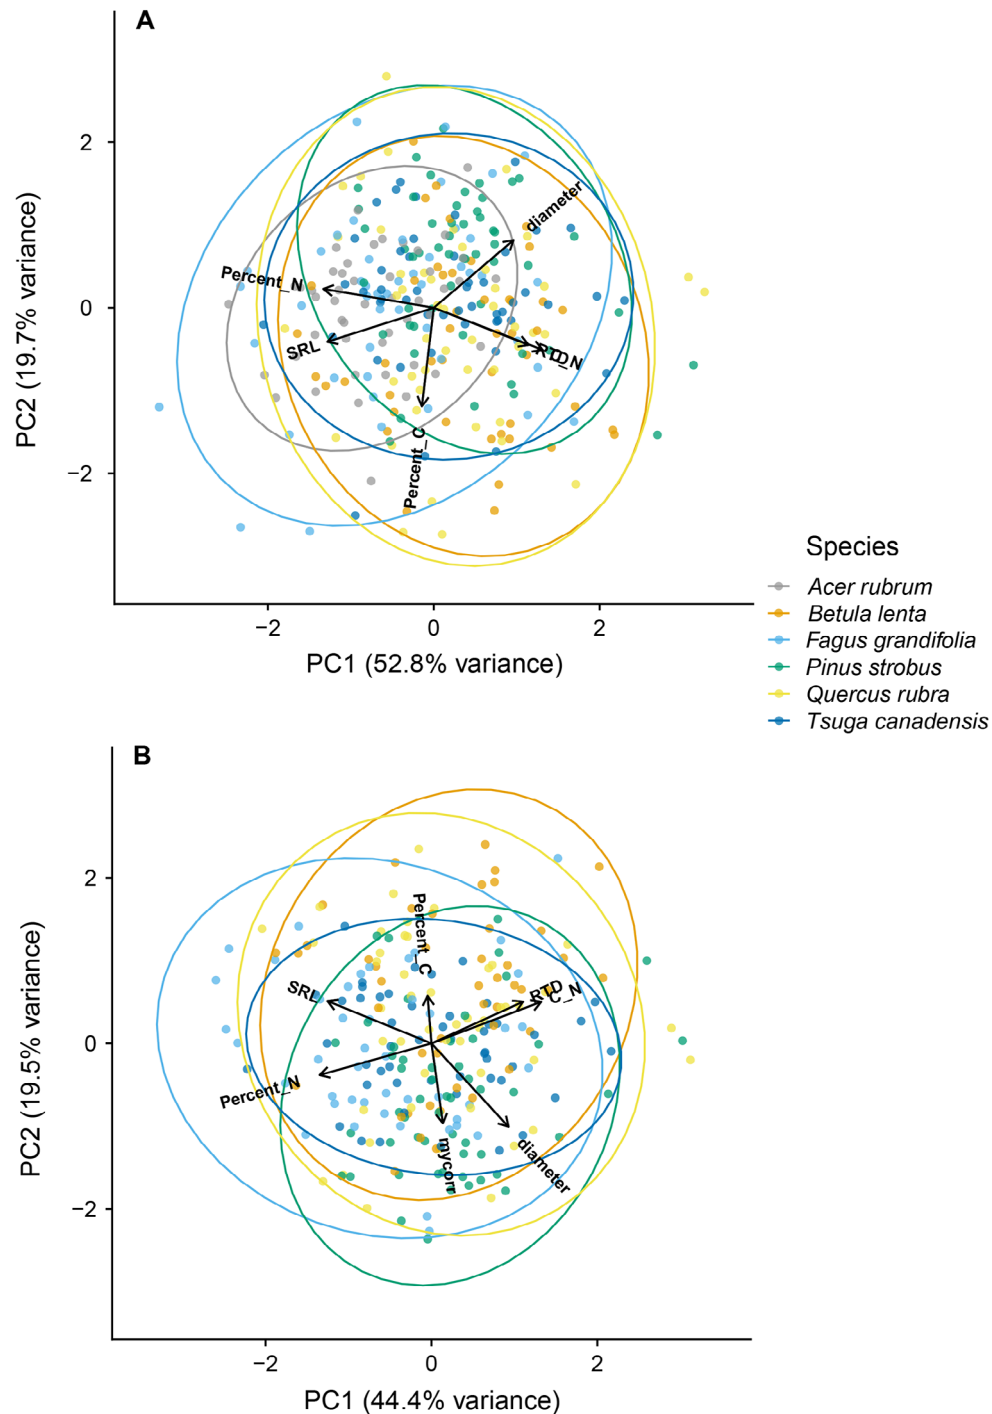 A
2
0
−2
PC2 (19.7% variance)
diameter
Percent_N
SRL
RTD
C_N
Percent_C
−2
0
2
PC1 (52.8% variance)
Species
Acer rubrum
Betula lenta
Fagus grandifolia
Pinus strobus
Quercus rubra
Tsuga canadensis
B
2
0
−2
PC2 (19.5% variance)
Percent_C
SRL
RTD
C_N
Percent_N
mycorr
diameter
−2
0
2
PC1 (44.4% variance)